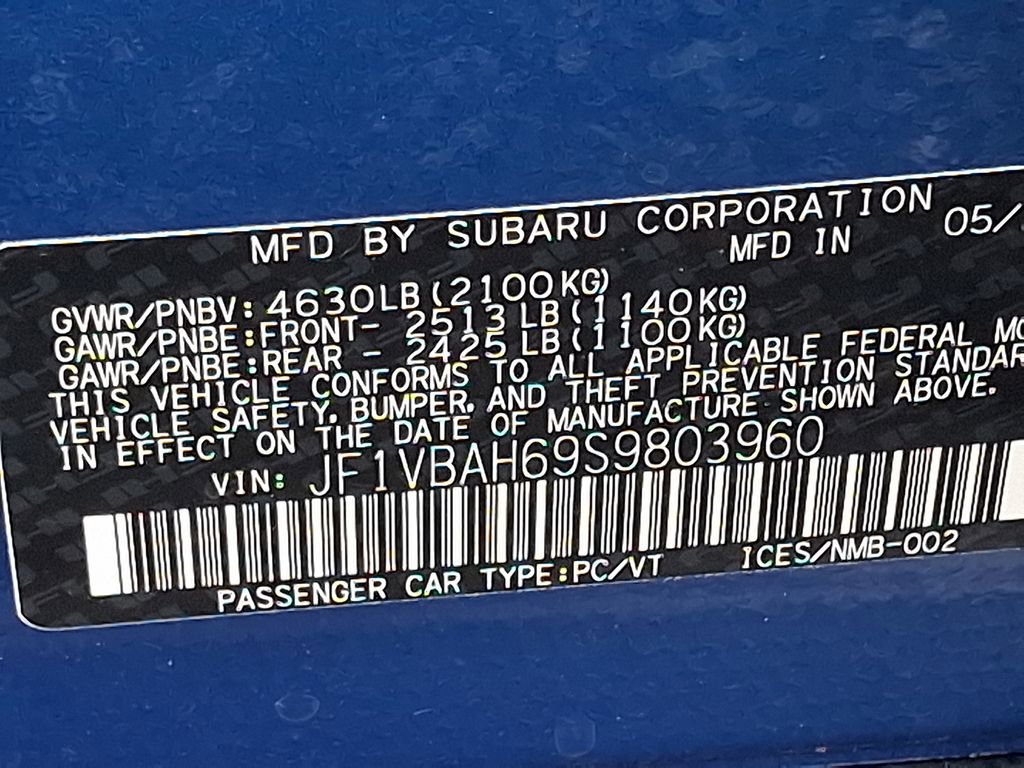 MFD BY SUBARU CORPORATION
MFD IN 05/
GVWR/PNBV: 4630LB (2100KG)
GAWR/PNBE:FRONT- 2513 LB (1140KG)
GAWR/PNBE:REAR - 2425 LB (1100KG)
THIS VEHICLE CONFORMS TO ALL APPLICABLE FEDERAL
VEHICLE SAFETY, BUMPER, AND THEFT PREVENTION STANDAR
IN EFFECT ON THE DATE OF MANUFACTURE SHOWN ABOVE.
VIN: JF1VBAH69S9803960
PASSENGER CAR TYPE:PC/VT ICES/NMB-002